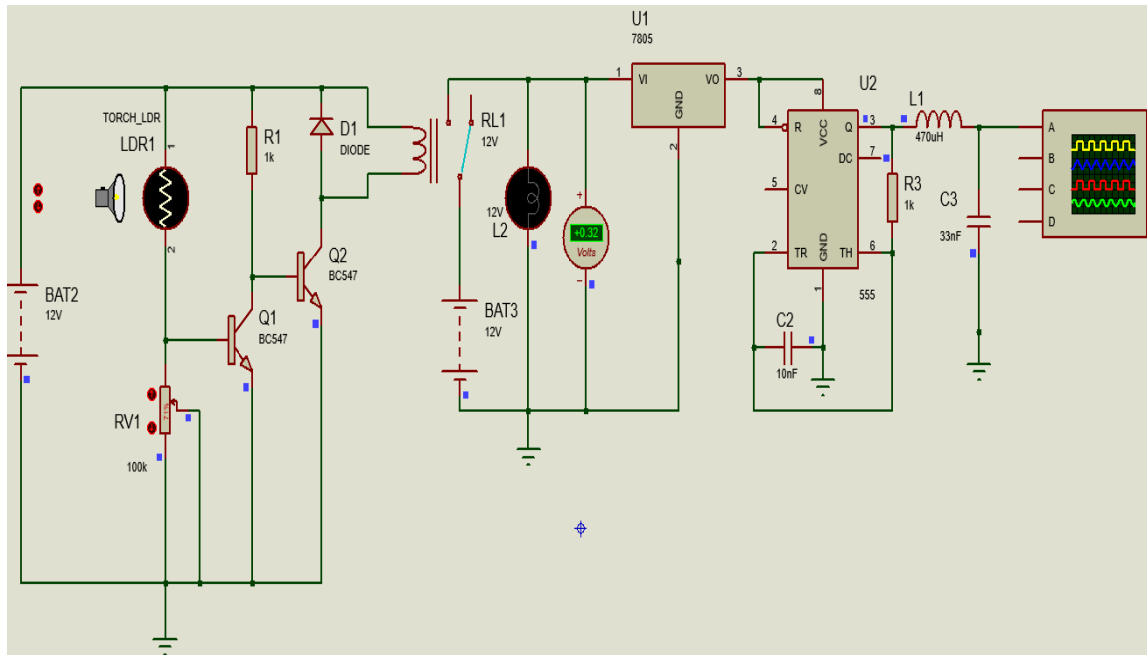 TORCH_LDR
LDR1
1
2
R1
1k
D1
DIODE
BAT2
12V
Q1
BC547
Q2
BC547
RV1
71%
100k
RL1
12V
BAT3
12V
12V
L2
+
+0.32
Volts
-
U1
7805
1
VI
VO
3
GND
2
U2
8
4
R
VCC
Q
3
DC
7
5
CV
2
TR
GND
TH
6
1
555
L1
470uH
R3
1k
C2
10nF
C3
33nF
A
B
C
D